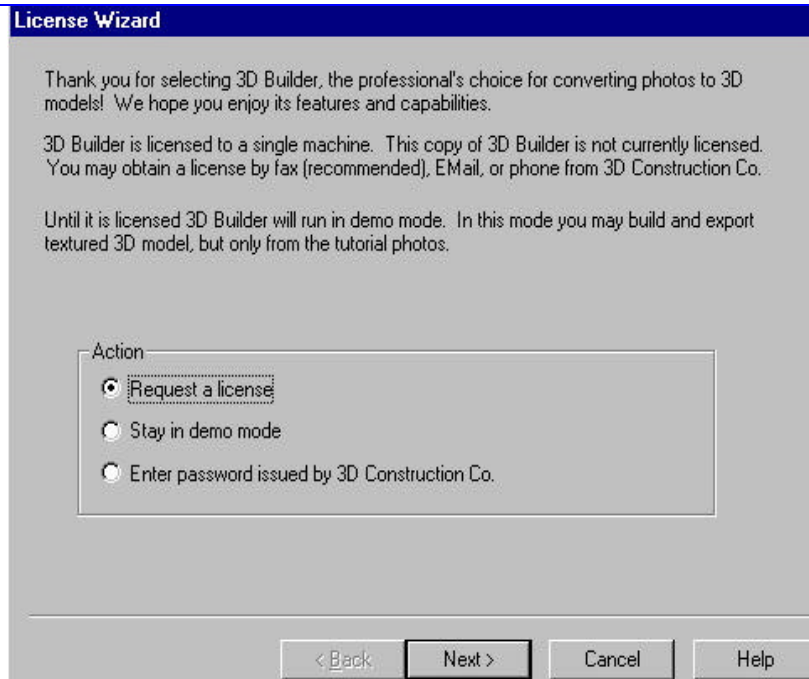 License Wizard
Thank you for selecting 3D Builder, the professional's choice for converting photos to 3D
models! We hope you enjoy its features and capabilities.
3D Builder is licensed to a single machine. This copy of 3D Builder is not currently licensed.
You may obtain a license by fax (recommended), EMail, or phone from 3D Construction Co.
Until it is licensed 3D Builder will run in demo mode. In this mode you may build and export
textured 3D model, but only from the tutorial photos.
Action
Request a license
Stay in demo mode
Enter password issued by 3D Construction Co.
< Back Next > Cancel Help